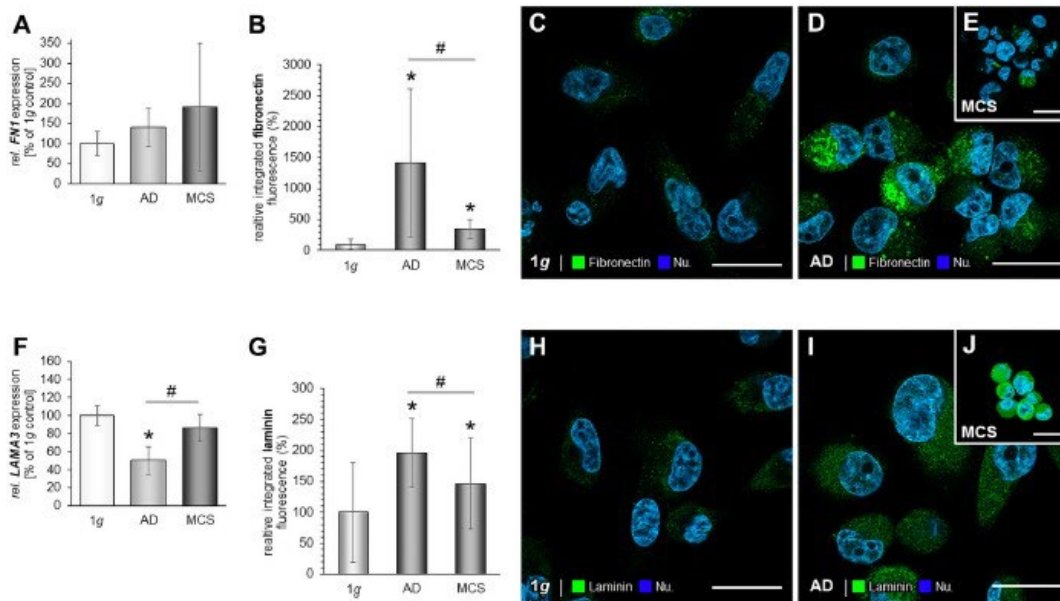 A
rel. FN1 expression
[% of 1g control]
350
300
250
200
150
100
50
0
1g
AD
MCS
B
realtive integrated fibronectin
fluorescence (%)
3000
2500
2000
1500
1000
500
0
*
#
*
1g
AD
MCS
C
1g | Fibronectin Nu.
D
AD | Fibronectin Nu.
E
MCS
F
rel. LAMA3 expression
[% of 1g control]
160
140
120
100
80
60
40
20
0
*
#
1g
AD
MCS
G
realtive integrated laminin
fluorescence (%)
300
250
200
150
100
50
0
*
#
*
1g
AD
MCS
H
1g | Laminin Nu.
I
AD | Laminin Nu.
J
MCS